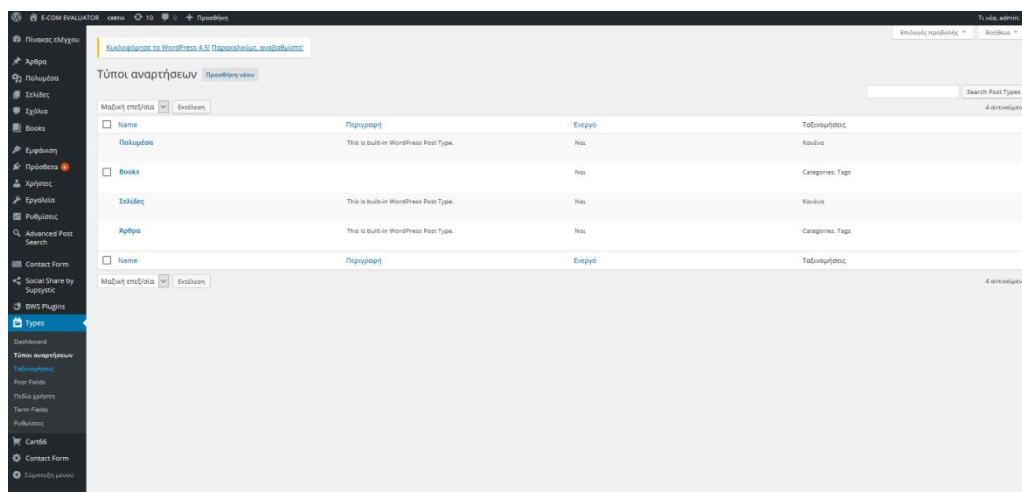 E-COM EVALUATOR CART66 10 0 + Προσθήκη
Τι νέα, admin;
Επιλογές προβολής Βοήθεια
Κυκλοφόρησε το WordPress 4.5! Παρακαλούμε, αναβαθμίστε!
Τύποι αναρτήσεων Προσθήκη νέου
Search Post Types
Μαζική επεξ/σία Εκτέλεση
4 αντικείμεν
Name Περιγραφή Ενεργό Ταξινομήσεις
Πολυμέσα This is built-in WordPress Post Type. Ναι Κανένα
Books Ναι Categories, Tags
Σελίδες This is built-in WordPress Post Type. Ναι Κανένα
Άρθρα This is built-in WordPress Post Type. Ναι Categories, Tags
Name Περιγραφή Ενεργό Ταξινομήσεις
Μαζική επεξ/σία Εκτέλεση
4 αντικείμεν
Πίνακας ελέγχου
Άρθρα
Πολυμέσα
Σελίδες
Σχόλια
Books
Εμφάνιση
Πρόσθετα
Χρήστες
Εργαλεία
Ρυθμίσεις
Advanced Post
Search
Contact Form
Social Share by
Supsystic
BWS Plugins
Types
Dashboard
Τύποι αναρτήσεων
Ταξινομήσεις
Post Fields
Πεδία χρήστη
Term Fields
Ρυθμίσεις
Cart66
Contact Form
Σύμπτυξη μενού